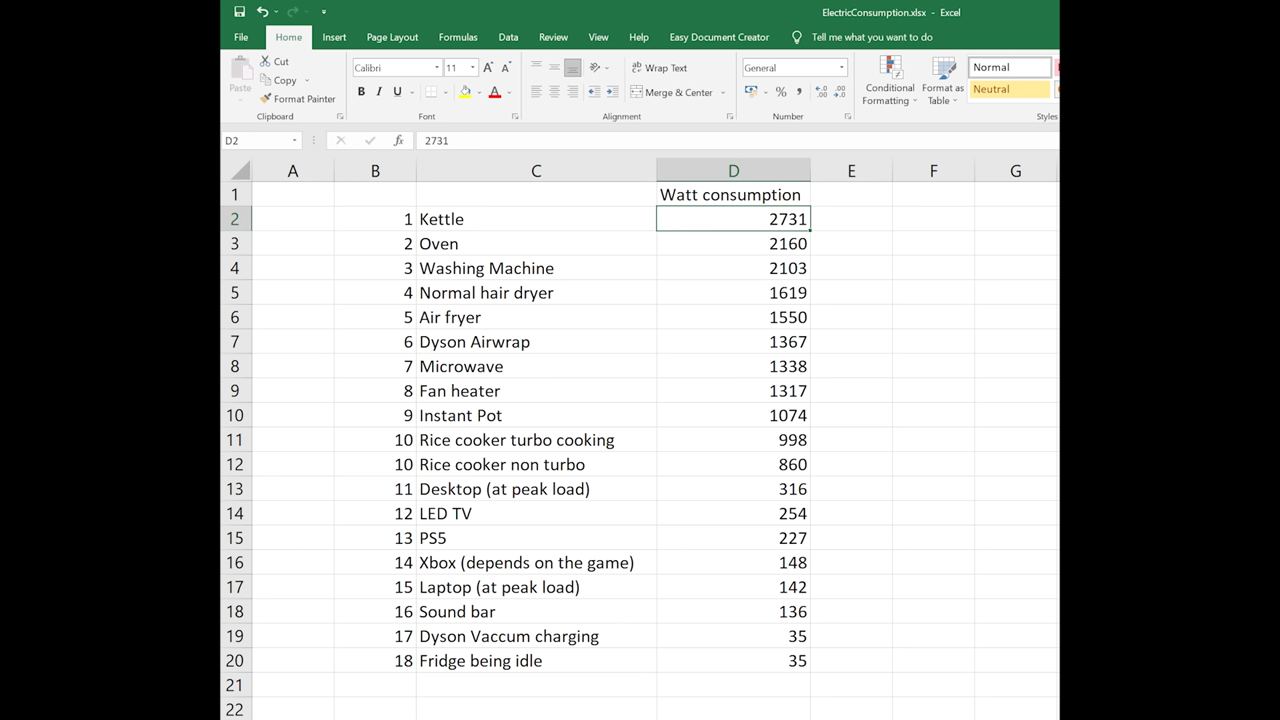 ElectricConsumption.xlsx - Excel
File Home Insert Page Layout Formulas Data Review View Help Easy Document Creator Tell me what you want to do
Paste
Cut
Copy
Format Painter
Clipboard
Calibri 11
B I U
Font
Wrap Text
Merge & Center
Alignment
General
Number
Conditional Formatting
Format as Table
Normal
Neutral
Styles
D2 fx 2731
A B C D E F G
1 Watt consumption
2 1 Kettle 2731
3 2 Oven 2160
4 3 Washing Machine 2103
5 4 Normal hair dryer 1619
6 5 Air fryer 1550
7 6 Dyson Airwrap 1367
8 7 Microwave 1338
9 8 Fan heater 1317
10 9 Instant Pot 1074
11 10 Rice cooker turbo cooking 998
12 10 Rice cooker non turbo 860
13 11 Desktop (at peak load) 316
14 12 LED TV 254
15 13 PS5 227
16 14 Xbox (depends on the game) 148
17 15 Laptop (at peak load) 142
18 16 Sound bar 136
19 17 Dyson Vaccum charging 35
20 18 Fridge being idle 35
21
22